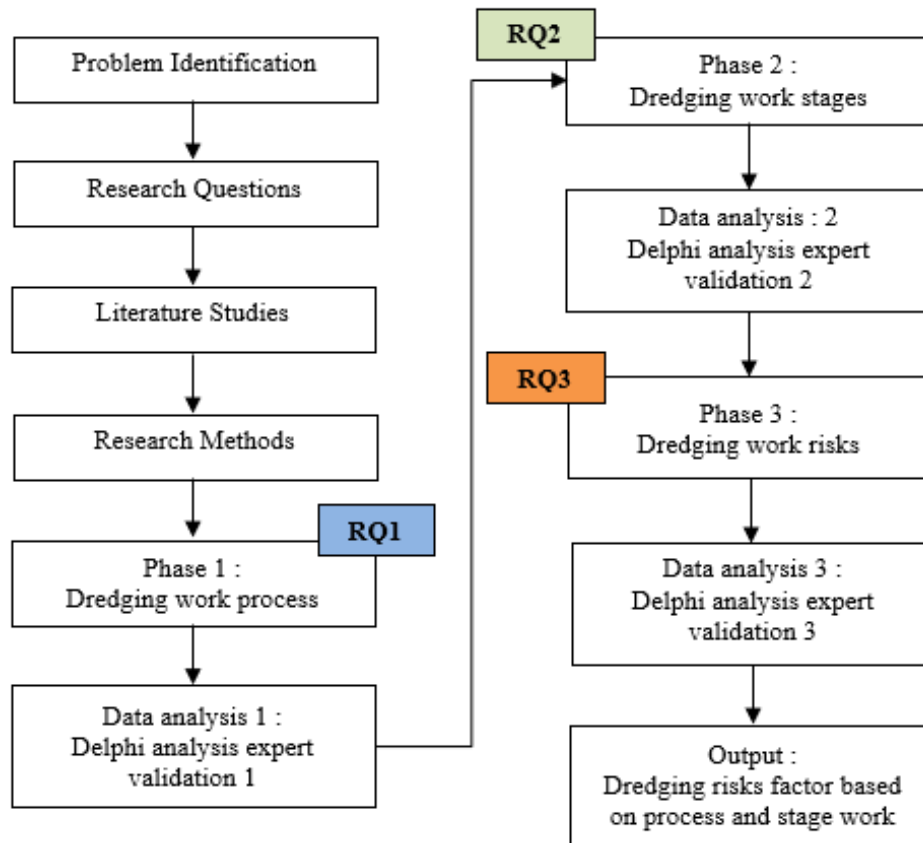 Problem Identification
Research Questions
Literature Studies
Research Methods
RQ1
Phase 1 :
Dredging work process
Data analysis 1 :
Delphi analysis expert
validation 1
RQ2
Phase 2 :
Dredging work stages
Data analysis : 2
Delphi analysis expert
validation 2
RQ3
Phase 3 :
Dredging work risks
Data analysis 3 :
Delphi analysis expert
validation 3
Output :
Dredging risks factor based
on process and stage work